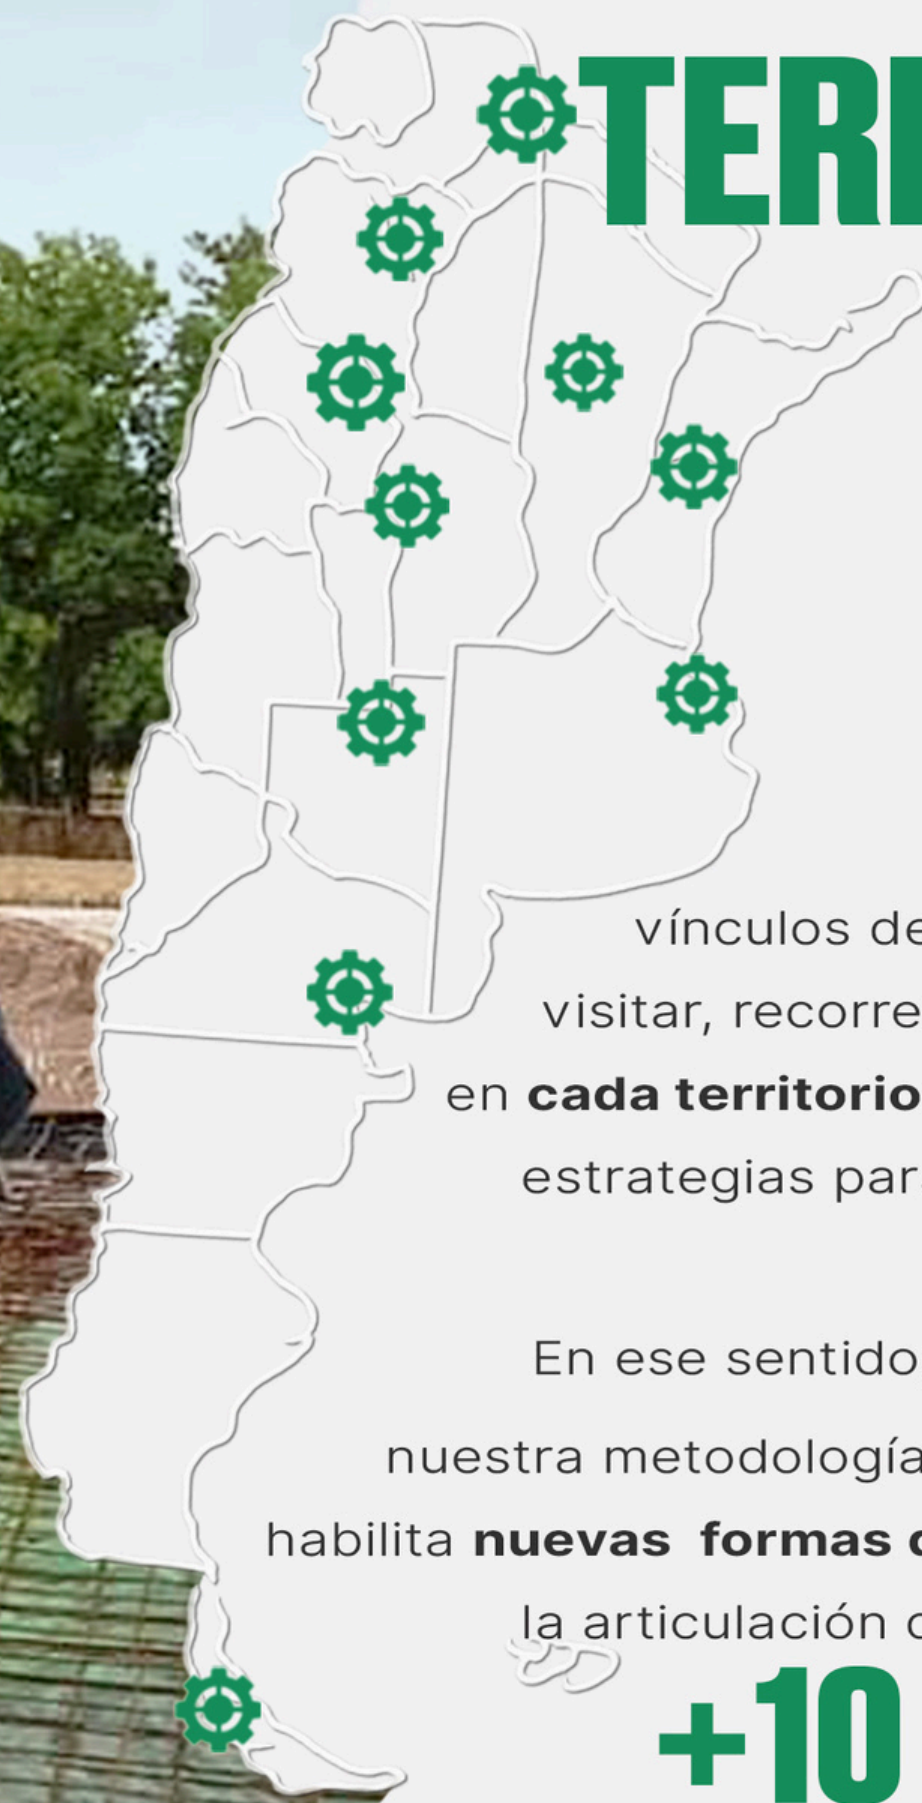 TER
vínculos de
visitar, recorre
en cada territorio
estrategias par
En ese sentido
nuestra metodología
habilita nuevas formas
la articulación
+10